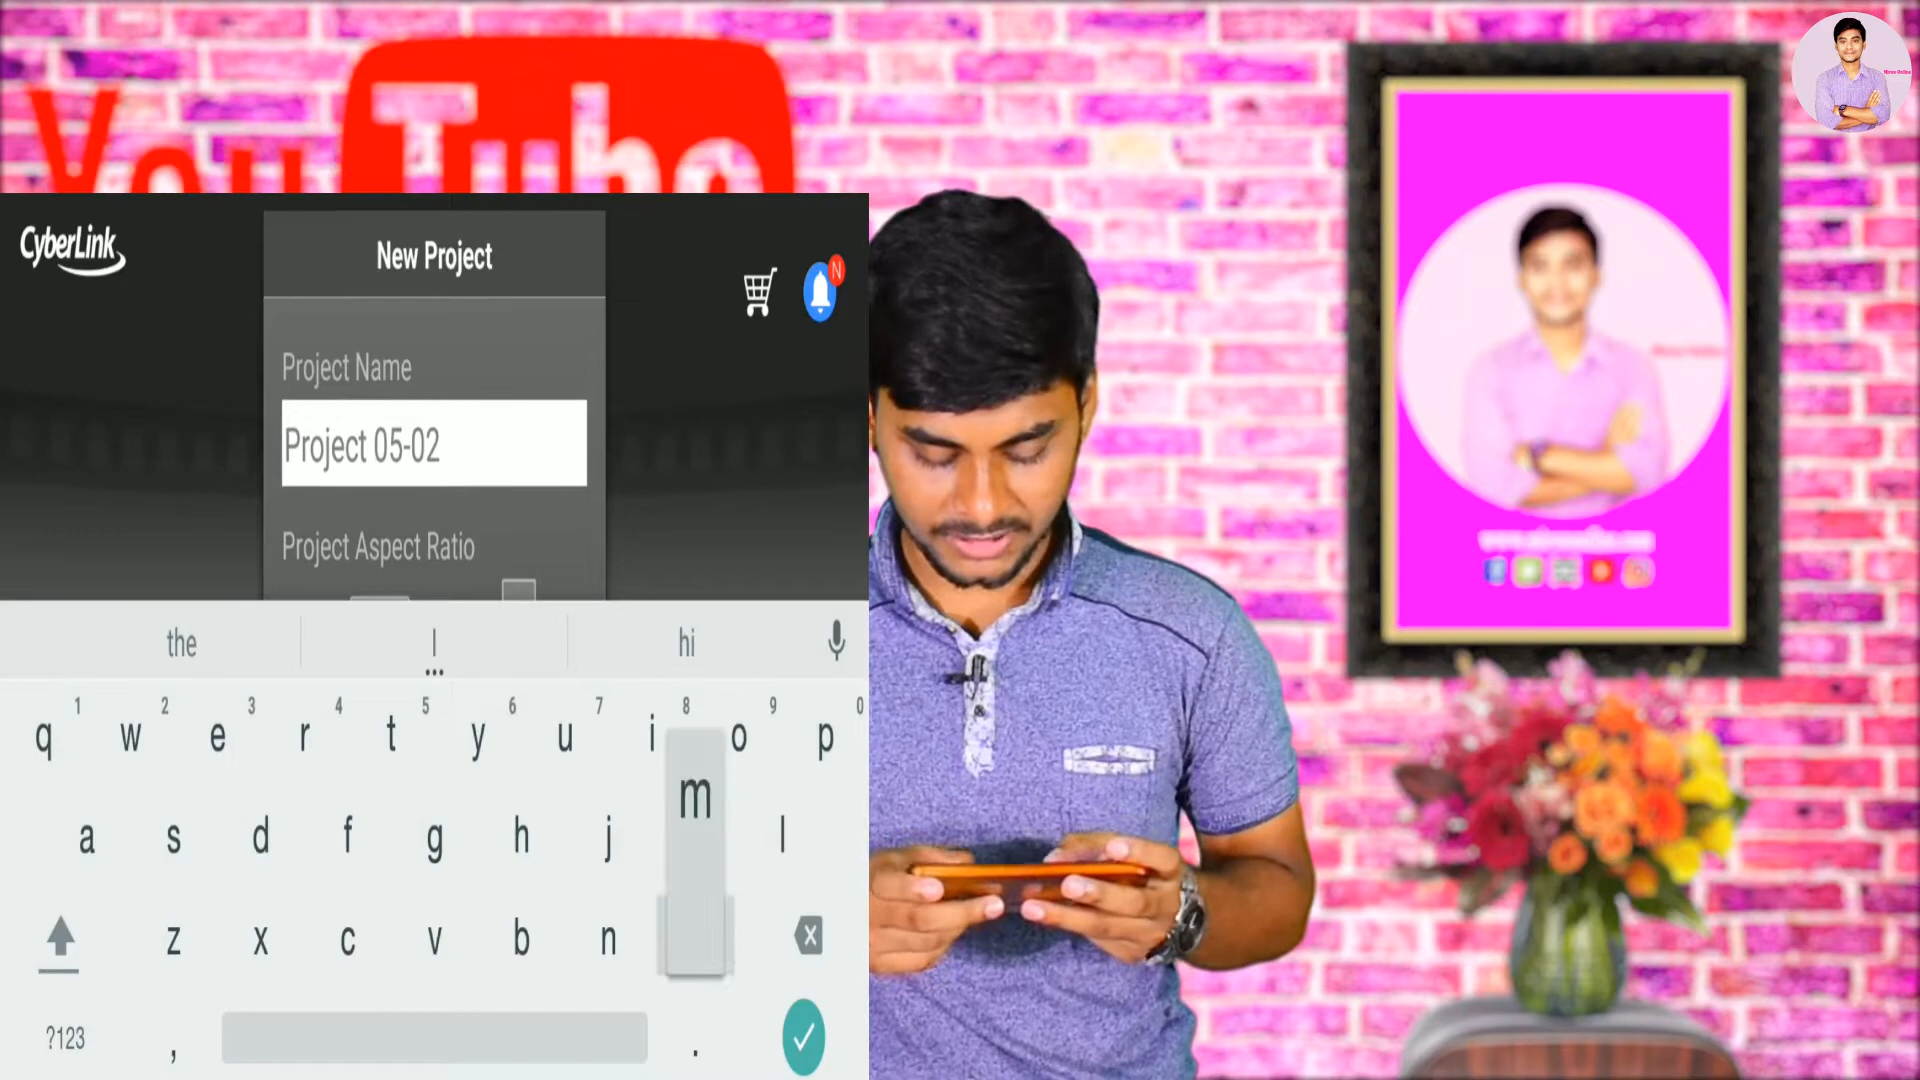 YouTube
CyberLink
New Project
N
Project Name
Project 05-02
Project Aspect Ratio
the
I
hi
1 2 3 4 5 6 7 8 9 0
q w e r t y u i o p
m
a s d f g h j l
z x c v b n
?123
,
.